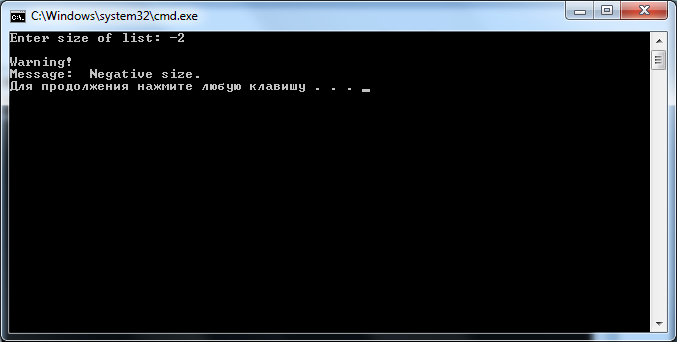 C:\Windows\system32\cmd.exe
Enter size of list: -2
Warning!
Message:  Negative size.
Для продолжения нажмите любую клавишу . . .